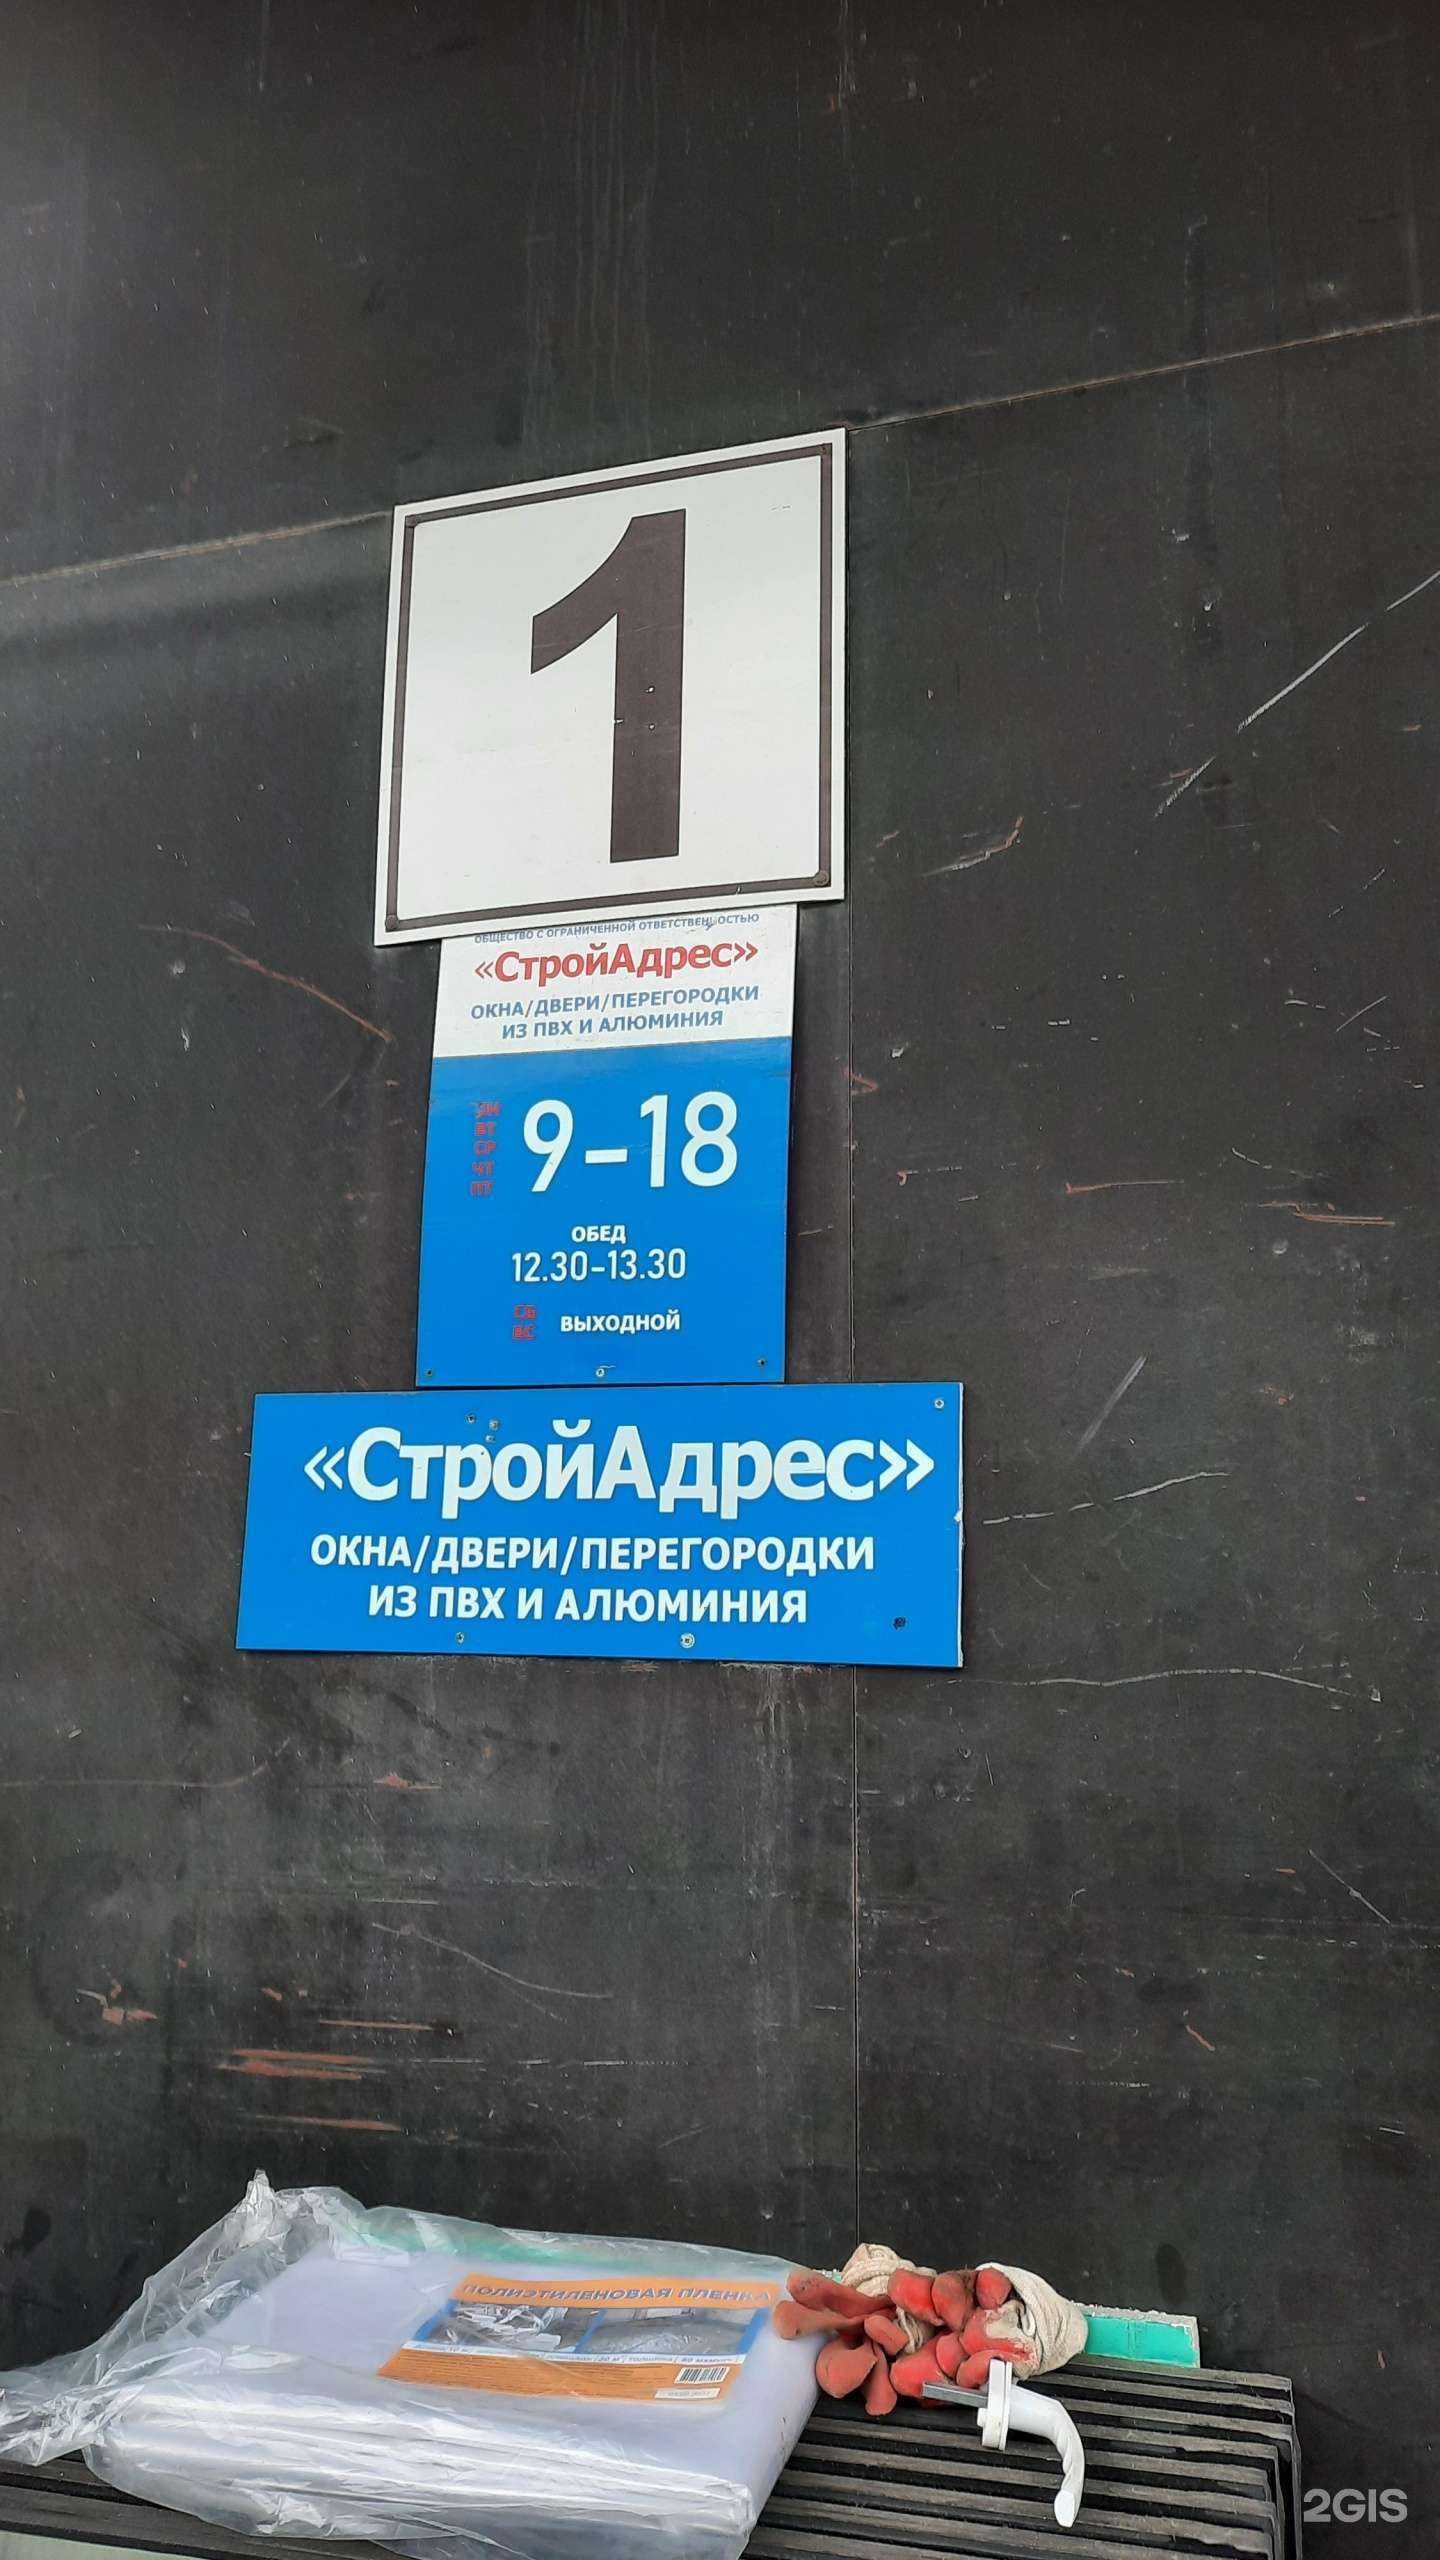 1
ОБЩЕСТВО С ОГРАНИЧЕННОЙ ОТВЕТСТВЕННОСТЬЮ
«СтройАдрес»
ОКНА/ДВЕРИ/ПЕРЕГОРОДКИ
ИЗ ПВХ И АЛЮМИНИЯ
ПН
ВТ
СР
ЧТ
ПТ
9-18
ОБЕД
12.30-13.30
СБ
ВС
ВЫХОДНОЙ
«СтройАдрес»
ОКНА/ДВЕРИ/ПЕРЕГОРОДКИ
ИЗ ПВХ И АЛЮМИНИЯ
ПОЛИЭТИЛЕНОВАЯ ПЛЕНКА
2GIS